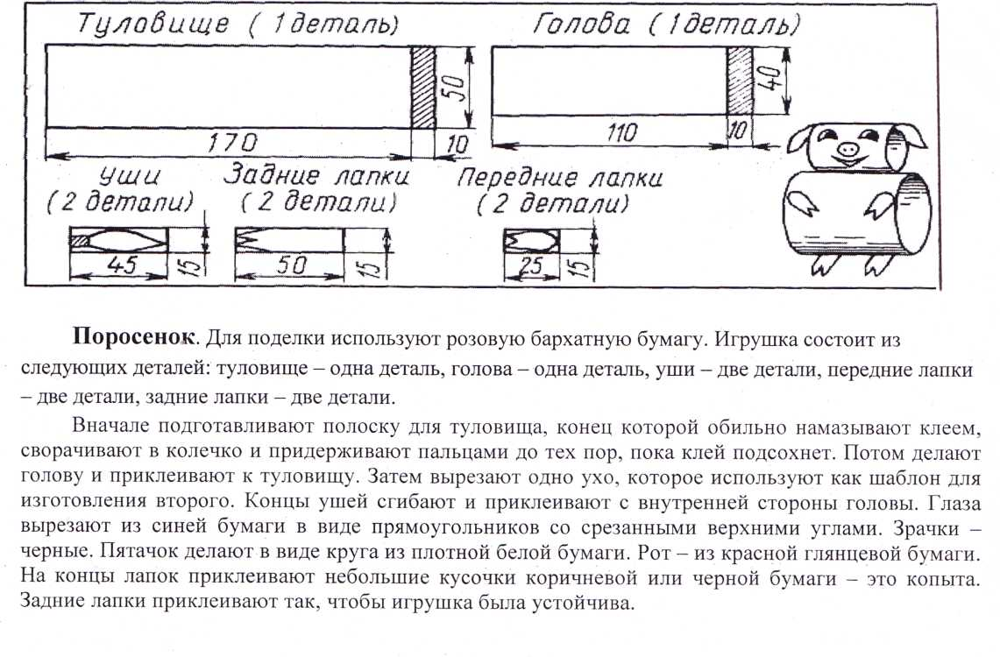 Туловище ( 1 деталь)
Голова ( 1 деталь)
50
40
170
10
110
10
Уши
( 2 детали)
Задние лапки
( 2 детали)
Передние лапки
( 2 детали)
45
15
50
15
25
15
Поросенок. Для поделки используют розовую бархатную бумагу. Игрушка состоит из
следующих деталей: туловище – одна деталь, голова – одна деталь, уши – две детали, передние лапки
– две детали, задние лапки – две детали.
Вначале подготавливают полоску для туловища, конец которой обильно намазывают клеем,
сворачивают в колечко и придерживают пальцами до тех пор, пока клей подсохнет. Потом делают
голову и приклеивают к туловищу. Затем вырезают одно ухо, которое используют как шаблон для
изготовления второго. Концы ушей сгибают и приклеивают с внутренней стороны головы. Глаза
вырезают из синей бумаги в виде прямоугольников со срезанными верхними углами. Зрачки –
черные. Пятачок делают в виде круга из плотной белой бумаги. Рот – из красной глянцевой бумаги.
На концы лапок приклеивают небольшие кусочки коричневой или черной бумаги – это копыта.
Задние лапки приклеивают так, чтобы игрушка была устойчива.